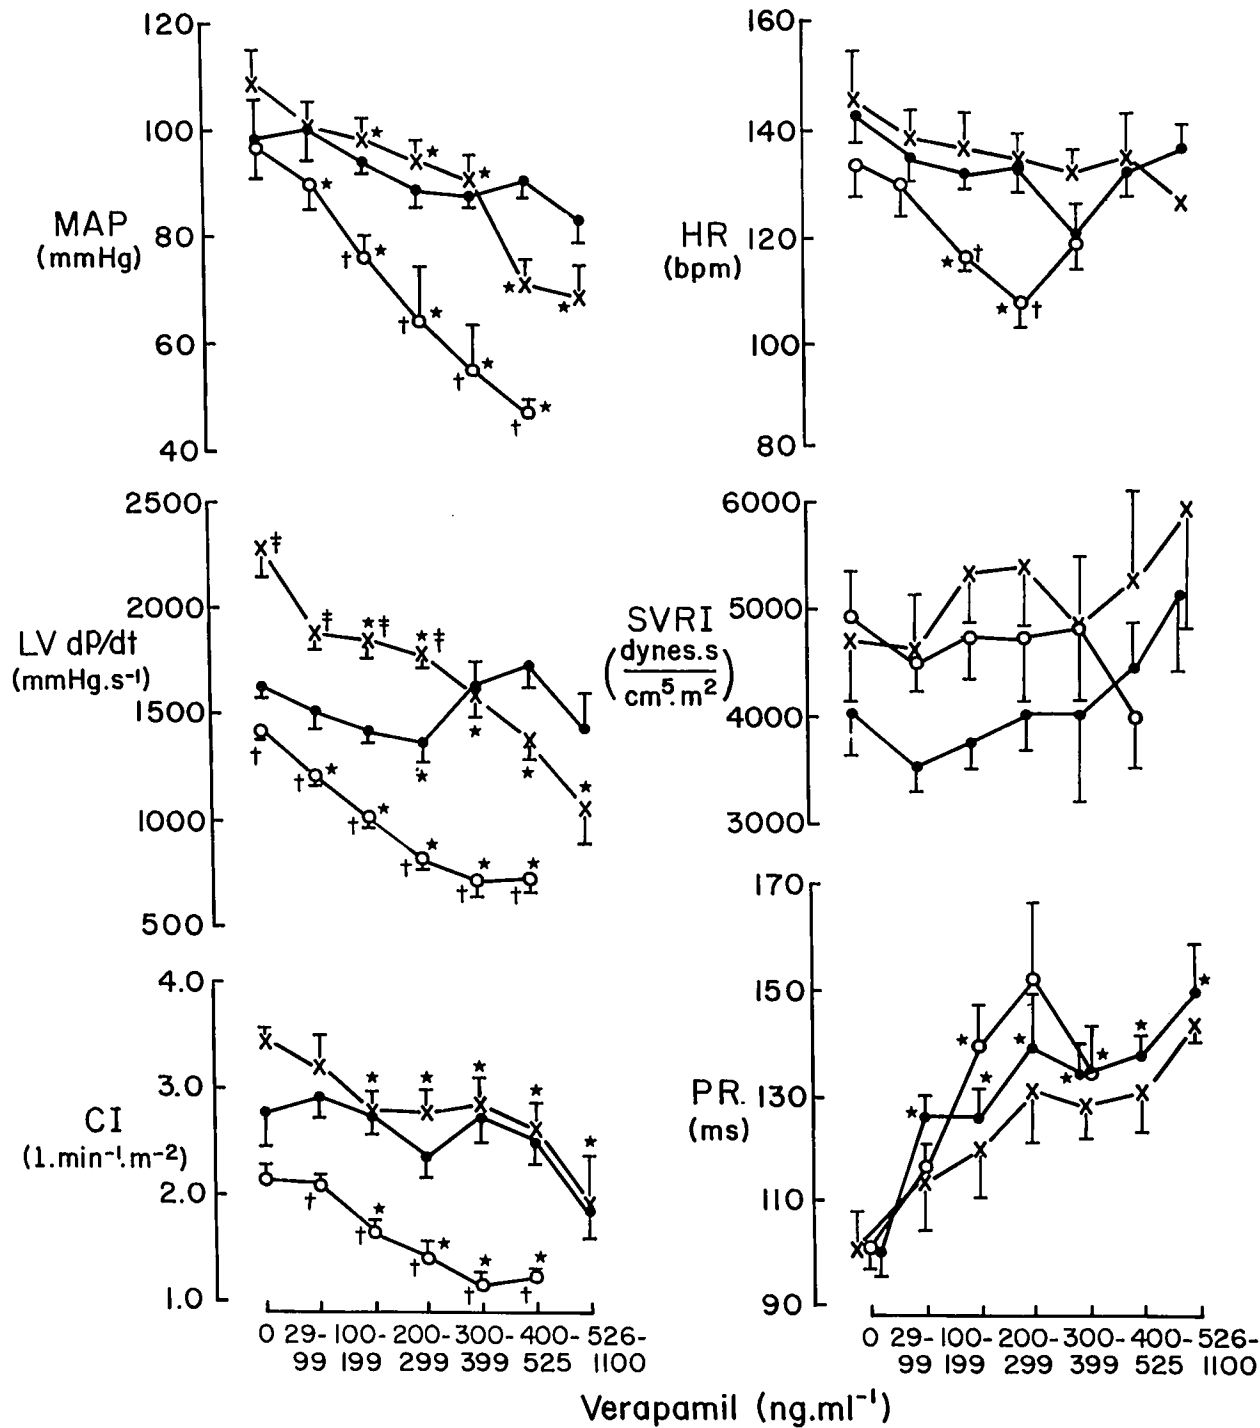 120
100
80
60
40
MAP
(mmHg)
160
140
120
100
80
HR
(bpm)
2500
2000
1500
1000
500
LV dP/dt
(mmHg.s⁻¹)
6000
5000
4000
3000
SVRI
(dynes.s
cm⁵.m²)
4.0
3.0
2.0
1.0
CI
(1.min⁻¹.m⁻²)
170
150
130
110
90
PR.
(ms)
0 29- 100- 200- 300- 400- 526-
99 199 299 399 525 1100
0 29- 100- 200- 300- 400- 526-
99 199 299 399 525 1100
Verapamil (ng.ml⁻¹)